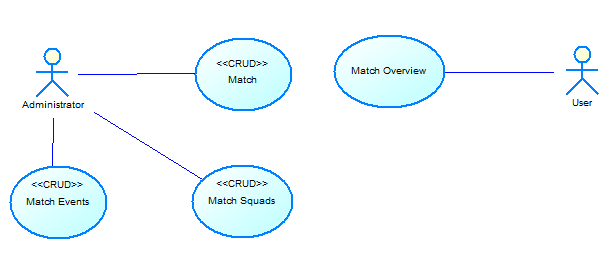 <<CRUD>>
Match
Match Overview
Administrator
User
<<CRUD>>
Match Events
<<CRUD>>
Match Squads